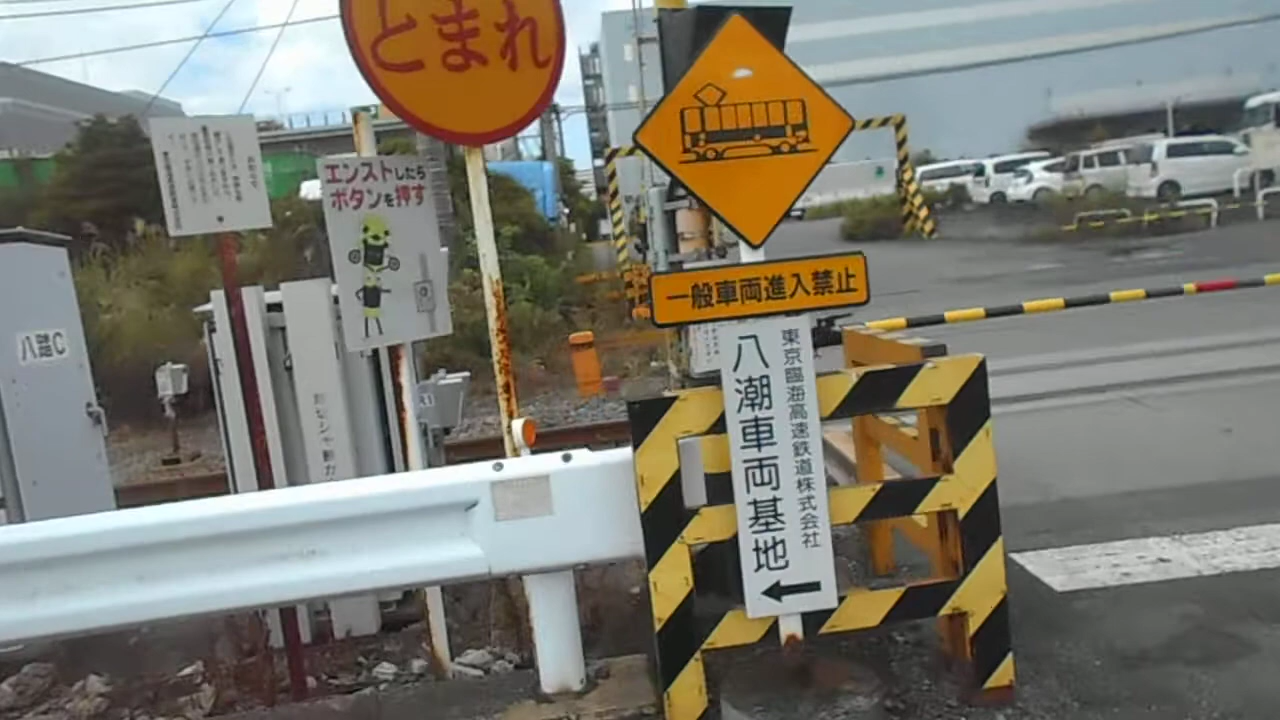 とまれ
エンストしたら
ボタンを押す
一般車両進入禁止
東京臨海高速鉄道株式会社
八潮車両基地
八踏C